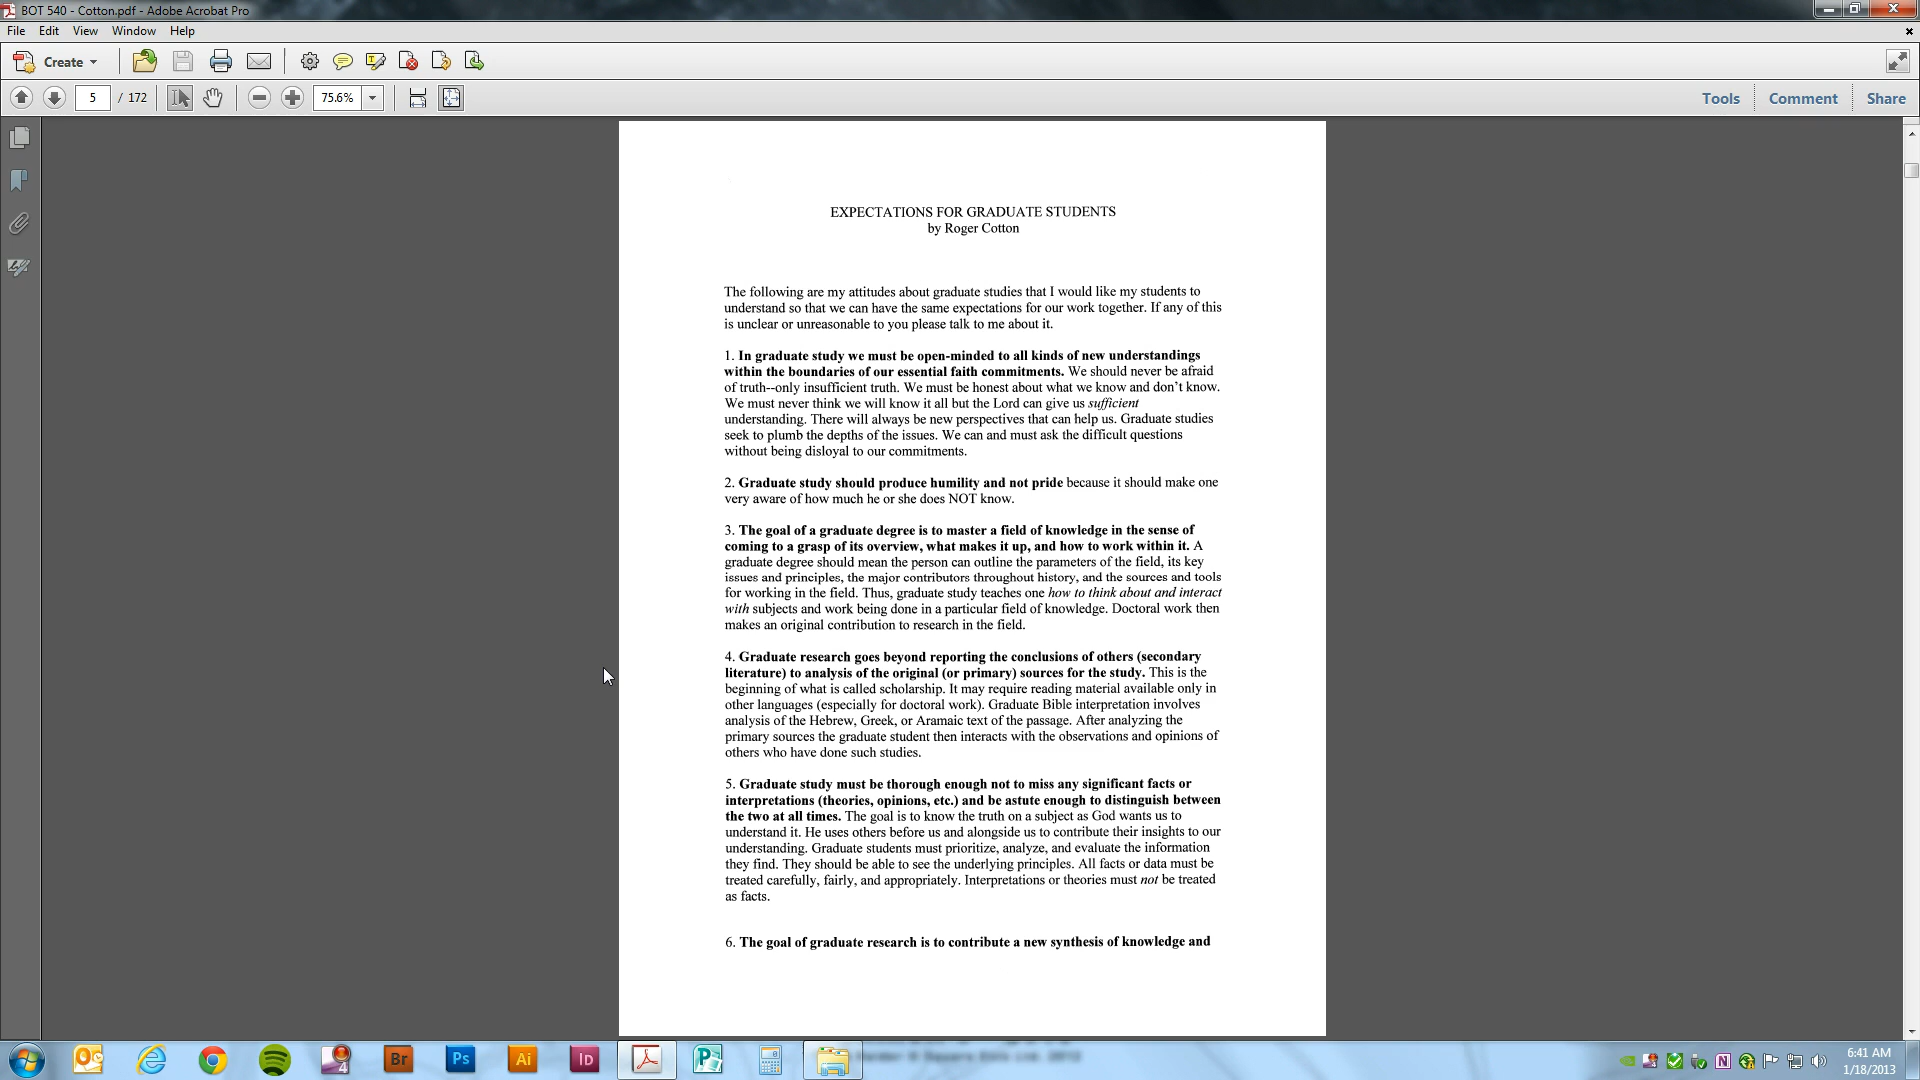 BOT 540 - Cotton.pdf - Adobe Acrobat Pro
File Edit View Window Help
Create
5 / 172 75.6% Tools Comment Share
EXPECTATIONS FOR GRADUATE STUDENTS
by Roger Cotton
The following are my attitudes about graduate studies that I would like my students to
understand so that we can have the same expectations for our work together. If any of this
is unclear or unreasonable to you please talk to me about it.
1. In graduate study we must be open-minded to all kinds of new understandings
within the boundaries of our essential faith commitments. We should never be afraid
of truth--only insufficient truth. We must be honest about what we know and don't know.
We must never think we will know it all but the Lord can give us sufficient
understanding. There will always be new perspectives that can help us. Graduate studies
seek to plumb the depths of the issues. We can and must ask the difficult questions
without being disloyal to our commitments.
2. Graduate study should produce humility and not pride because it should make one
very aware of how much he or she does NOT know.
3. The goal of a graduate degree is to master a field of knowledge in the sense of
coming to a grasp of its overview, what makes it up, and how to work within it. A
graduate degree should mean the person can outline the parameters of the field, its key
issues and principles, the major contributors throughout history, and the sources and tools
for working in the field. Thus, graduate study teaches one how to think about and interact
with subjects and work being done in a particular field of knowledge. Doctoral work then
makes an original contribution to research in the field.
4. Graduate research goes beyond reporting the conclusions of others (secondary
literature) to analysis of the original (or primary) sources for the study. This is the
beginning of what is called scholarship. It may require reading material available only in
other languages (especially for doctoral work). Graduate Bible interpretation involves
analysis of the Hebrew, Greek, or Aramaic text of the passage. After analyzing the
primary sources the graduate student then interacts with the observations and opinions of
others who have done such studies.
5. Graduate study must be thorough enough not to miss any significant facts or
interpretations (theories, opinions, etc.) and be astute enough to distinguish between
the two at all times. The goal is to know the truth on a subject as God wants us to
understand it. He uses others before us and alongside us to contribute their insights to our
understanding. Graduate students must prioritize, analyze, and evaluate the information
they find. They should be able to see the underlying principles. All facts or data must be
treated carefully, fairly, and appropriately. Interpretations or theories must not be treated
as facts.
6. The goal of graduate research is to contribute a new synthesis of knowledge and
Br Ps Ai Id
6:41 AM
1/18/2013